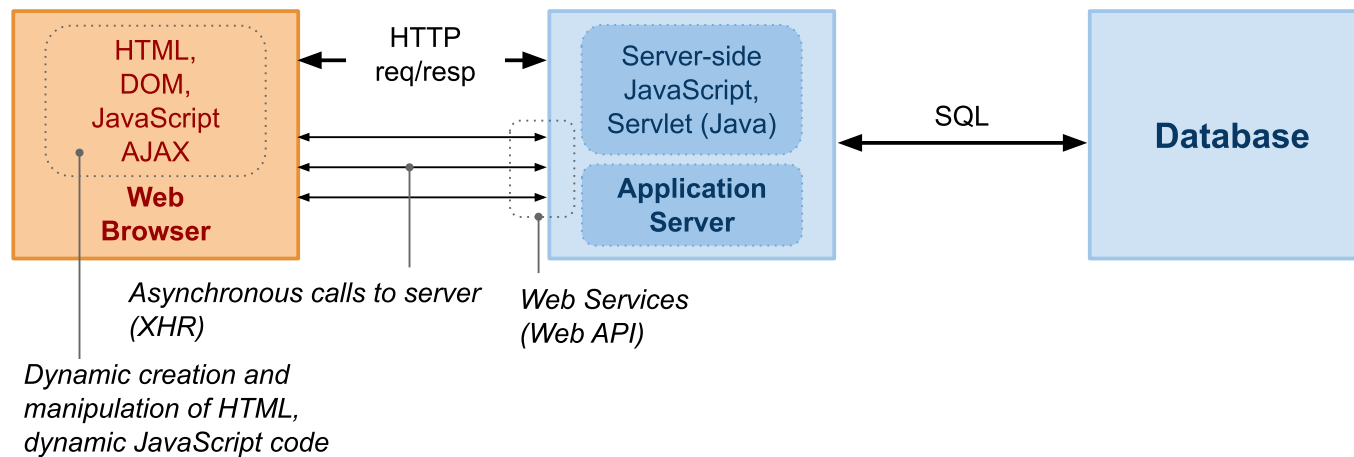 HTML,
DOM,
JavaScript
AJAX
Web
Browser
HTTP
req/resp
Server-side
JavaScript,
Servlet (Java)
Application
Server
SQL
Database
Asynchronous calls to server
(XHR)
Web Services
(Web API)
Dynamic creation and
manipulation of HTML,
dynamic JavaScript code